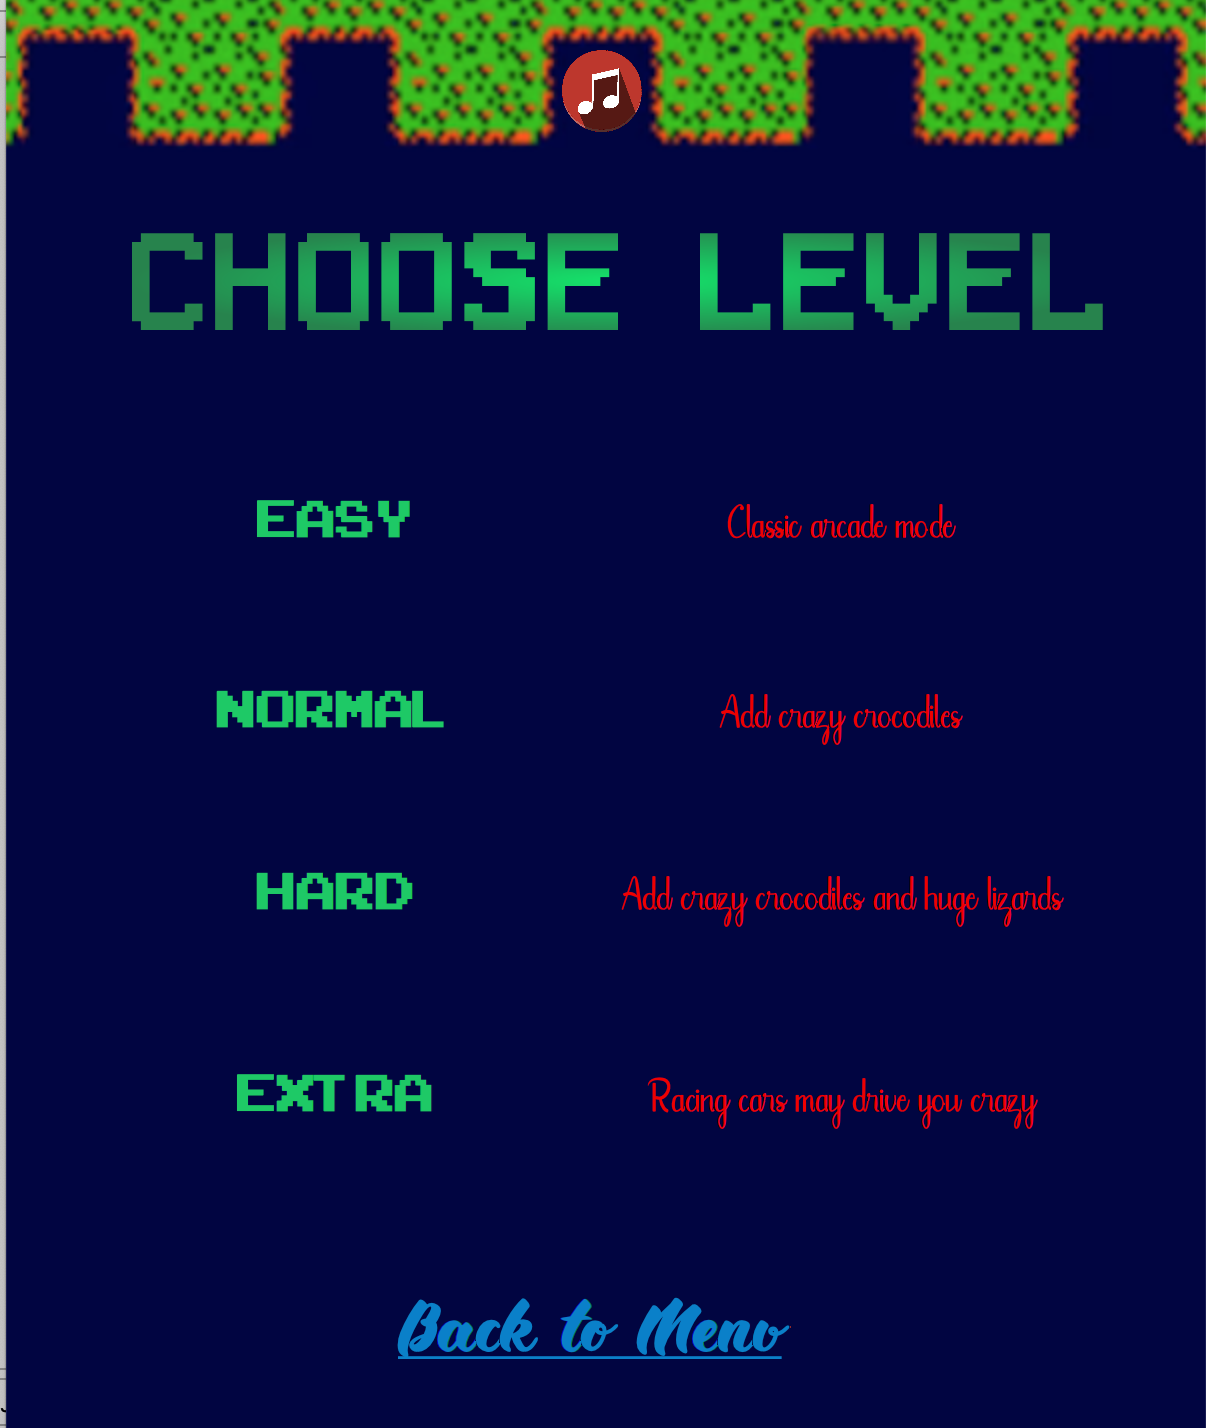 CHOOSE LEVEL
EASY
Classic arcade mode
NORMAL
Add crazy crocodiles
HARD
Add crazy crocodiles and huge lizards
EXTRA
Racing cars may drive you crazy
Back to Menu